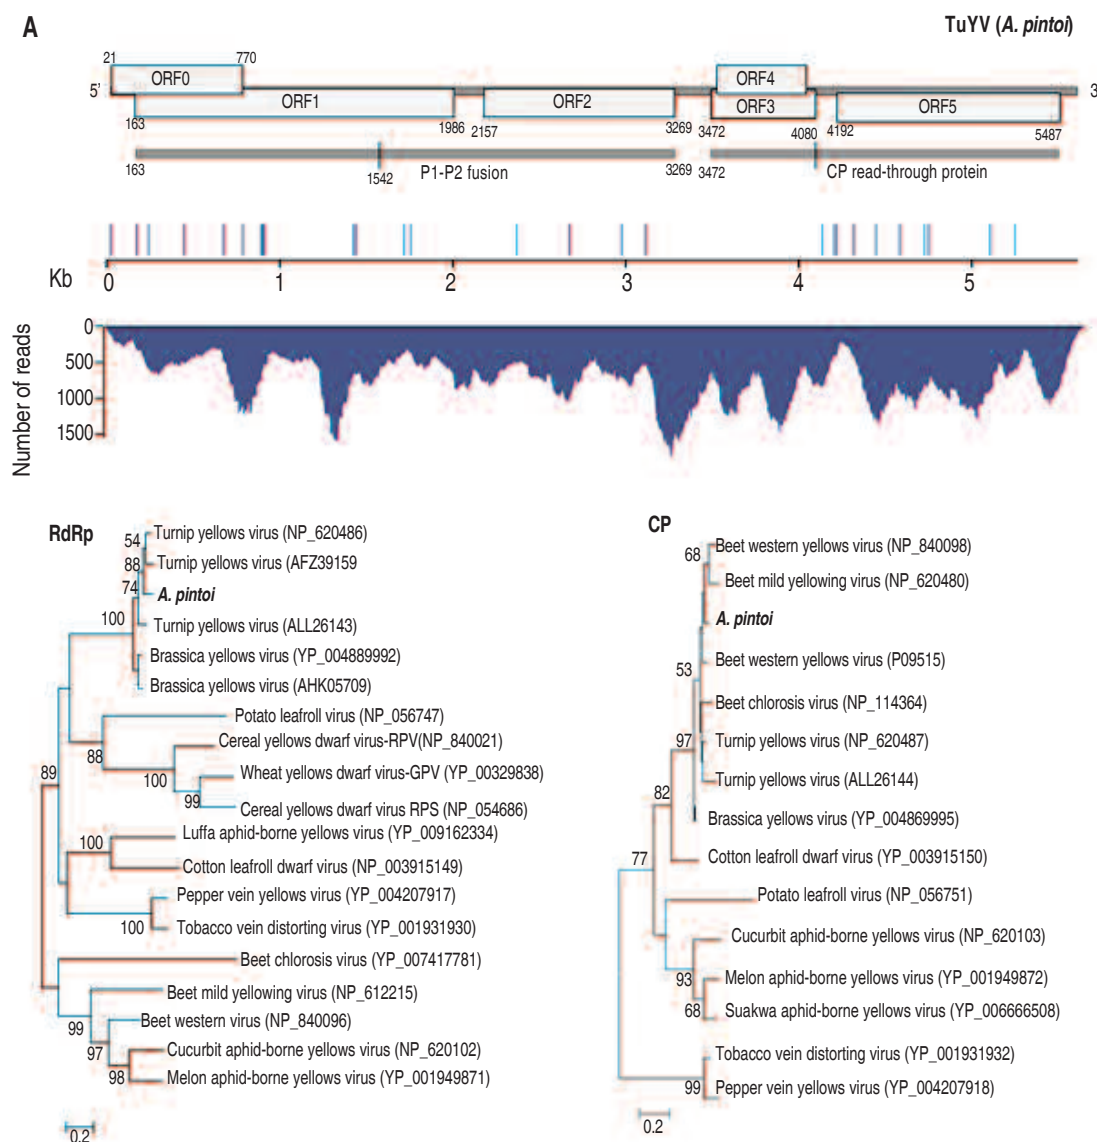 A
TuYV (A. pintoi)
21 770
ORF0 ORF4
5' 3
ORF1 ORF2 ORF3 ORF5
163 1986 2157 3269 3472 4080 4192 5487
163 1542 P1-P2 fusion 3269 3472 CP read-through protein
Kb 0 1 2 3 4 5
Number of reads
0
500
1000
1500
RdRp
Turnip yellows virus (NP_620486)
54
88
Turnip yellows virus (AFZ39159
74
A. pintoi
100
Turnip yellows virus (ALL26143)
Brassica yellows virus (YP_004889992)
Brassica yellows virus (AHK05709)
Potato leafroll virus (NP_056747)
Cereal yellows dwarf virus-RPV(NP_840021)
88
100
Wheat yellows dwarf virus-GPV (YP_00329838)
89
99
Cereal yellows dwarf virus RPS (NP_054686)
Luffa aphid-borne yellows virus (YP_009162334)
100
Cotton leafroll dwarf virus (NP_003915149)
Pepper vein yellows virus (YP_004207917)
100
Tobacco vein distorting virus (YP_001931930)
Beet chlorosis virus (YP_007417781)
Beet mild yellowing virus (NP_612215)
99
Beet western virus (NP_840096)
97
Cucurbit aphid-borne yellows virus (NP_620102)
98
Melon aphid-borne yellows virus (YP_001949871)
0.2
CP
68
Beet western yellows virus (NP_840098)
Beet mild yellowing virus (NP_620480)
A. pintoi
53
Beet western yellows virus (P09515)
Beet chlorosis virus (NP_114364)
97
Turnip yellows virus (NP_620487)
Turnip yellows virus (ALL26144)
82
Brassica yellows virus (YP_004869995)
77
Cotton leafroll dwarf virus (YP_003915150)
Potato leafroll virus (NP_056751)
Cucurbit aphid-borne yellows virus (NP_620103)
93
Melon aphid-borne yellows virus (YP_001949872)
68
Suakwa aphid-borne yellows virus (YP_006666508)
Tobacco vein distorting virus (YP_001931932)
99
Pepper vein yellows virus (YP_004207918)
0.2